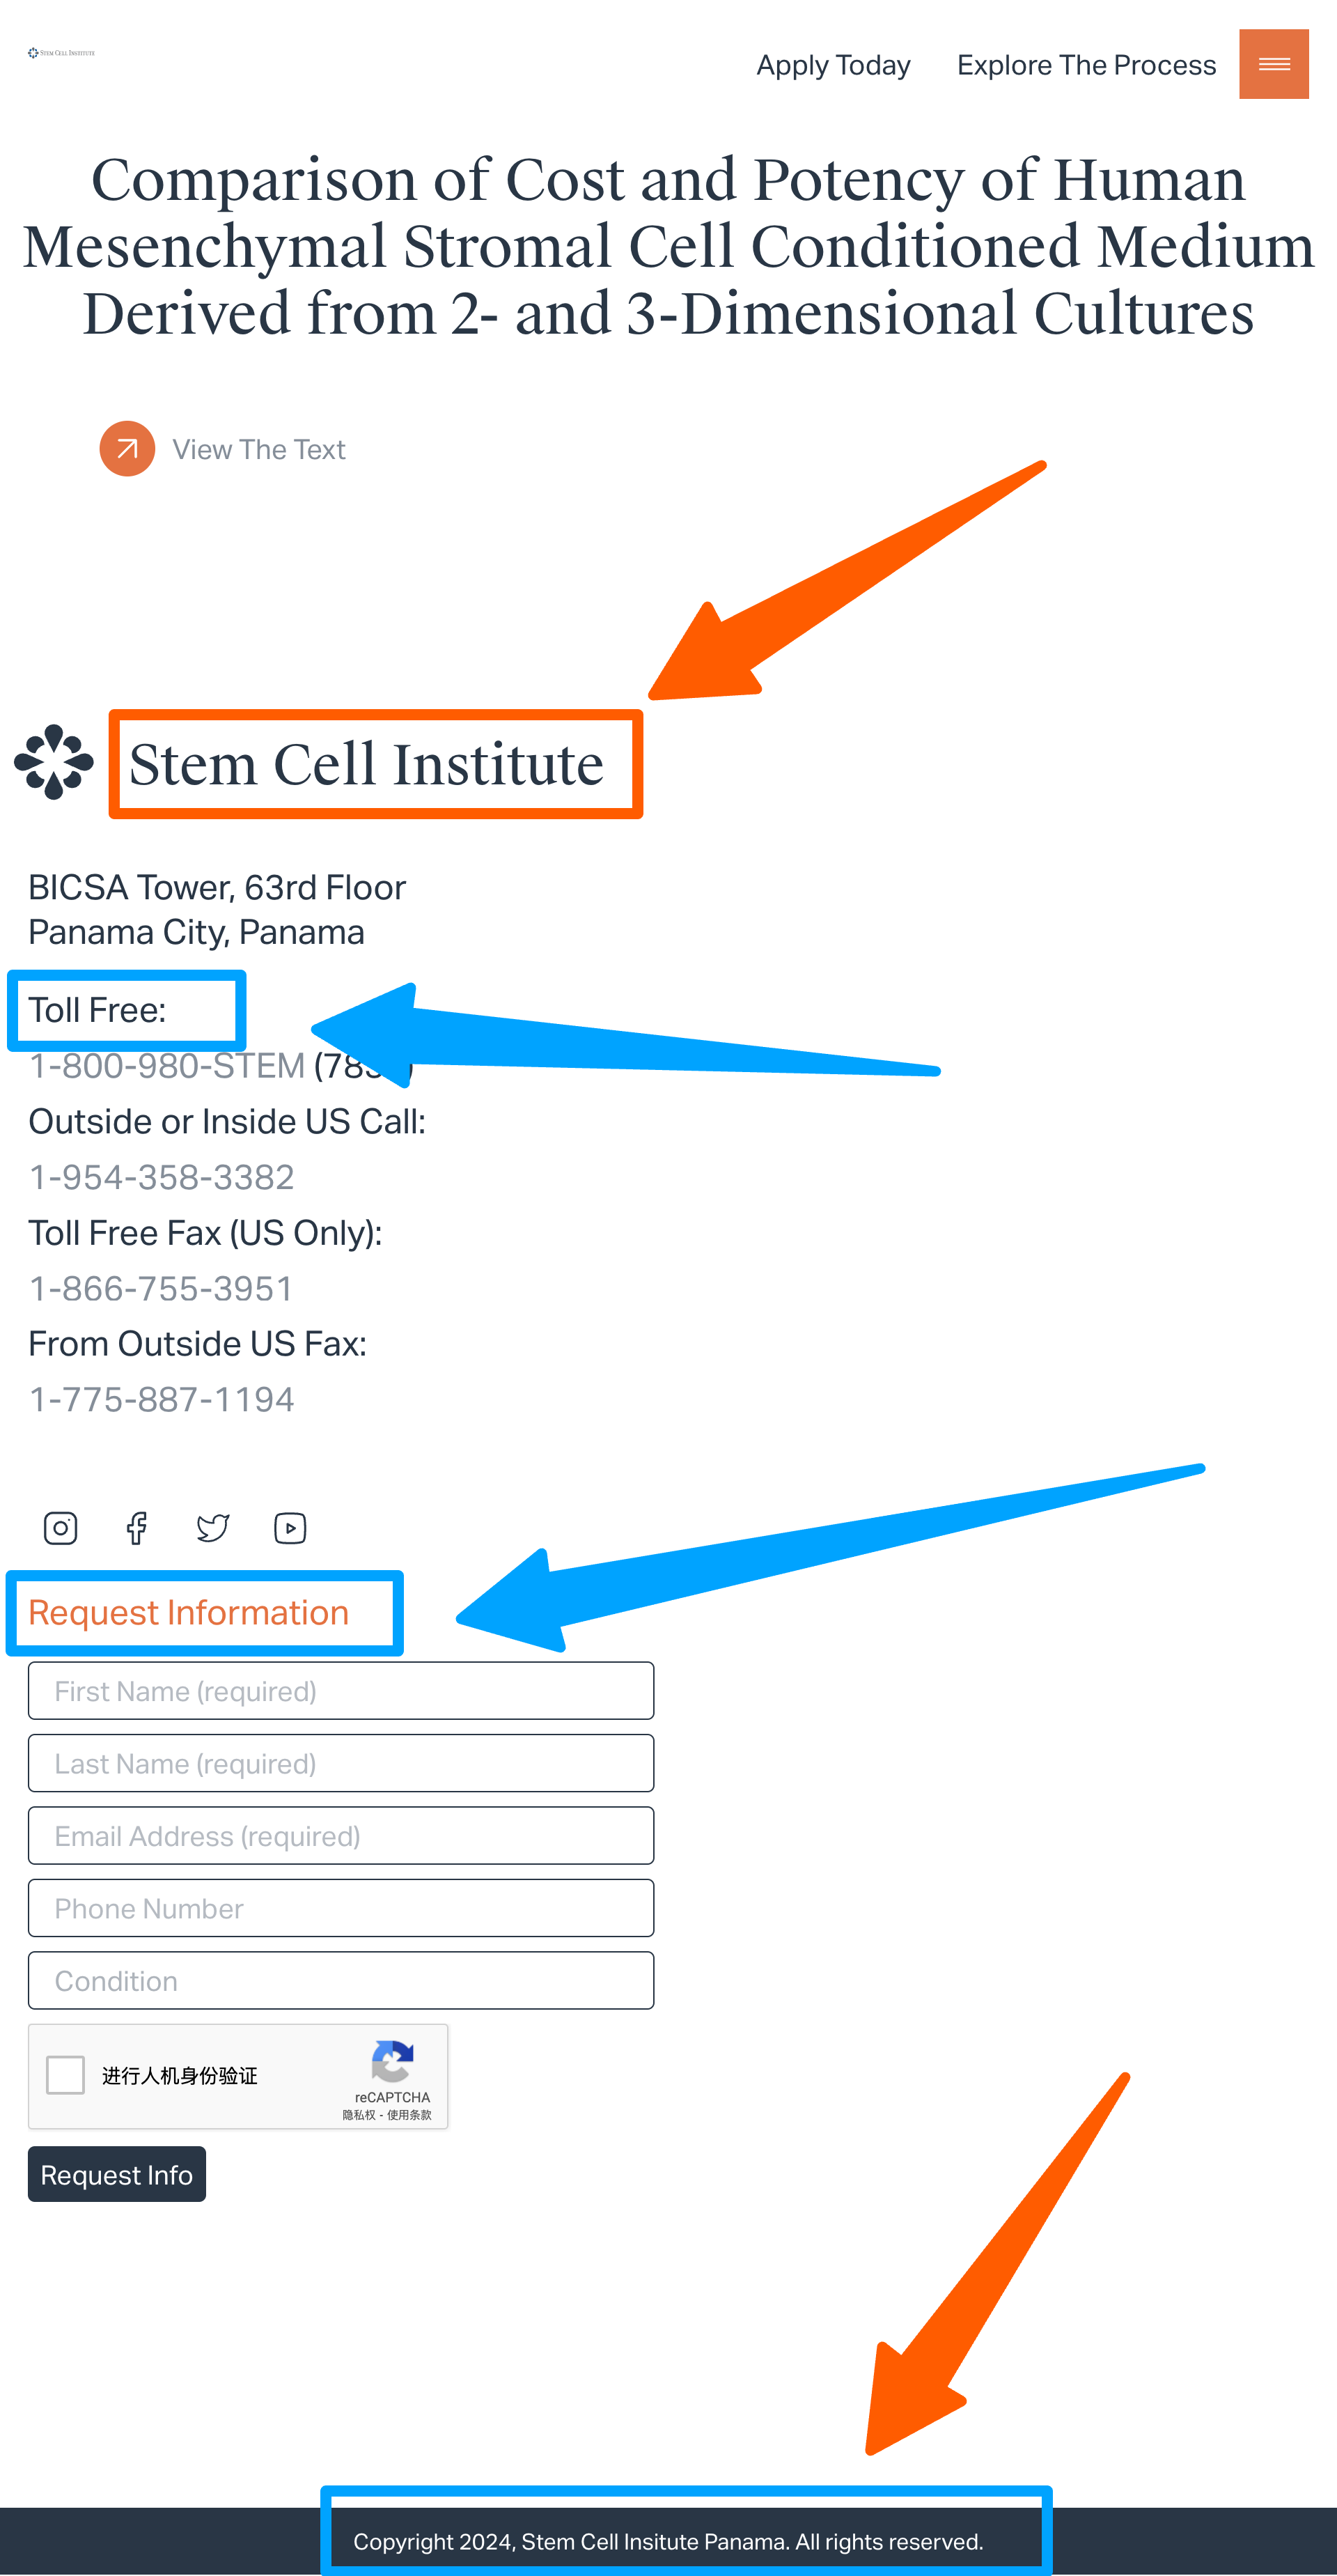 STEM CELL INSTITUTE
Apply Today
Explore The Process
Comparison of Cost and Potency of Human
Mesenchymal Stromal Cell Conditioned Medium
Derived from 2- and 3-Dimensional Cultures
View The Text
Stem Cell Institute
BICSA Tower, 63rd Floor
Panama City, Panama
Toll Free:
1-800-980-STEM
Outside or Inside US Call:
1-954-358-3382
Toll Free Fax (US Only):
1-866-755-3951
From Outside US Fax:
1-775-887-1194
Request Information
First Name (required)
Last Name (required)
Email Address (required)
Phone Number
Condition
进行人机身份验证
reCAPTCHA
隐私权 - 使用条款
Request Info
Copyright 2024, Stem Cell Insitute Panama. All rights reserved.